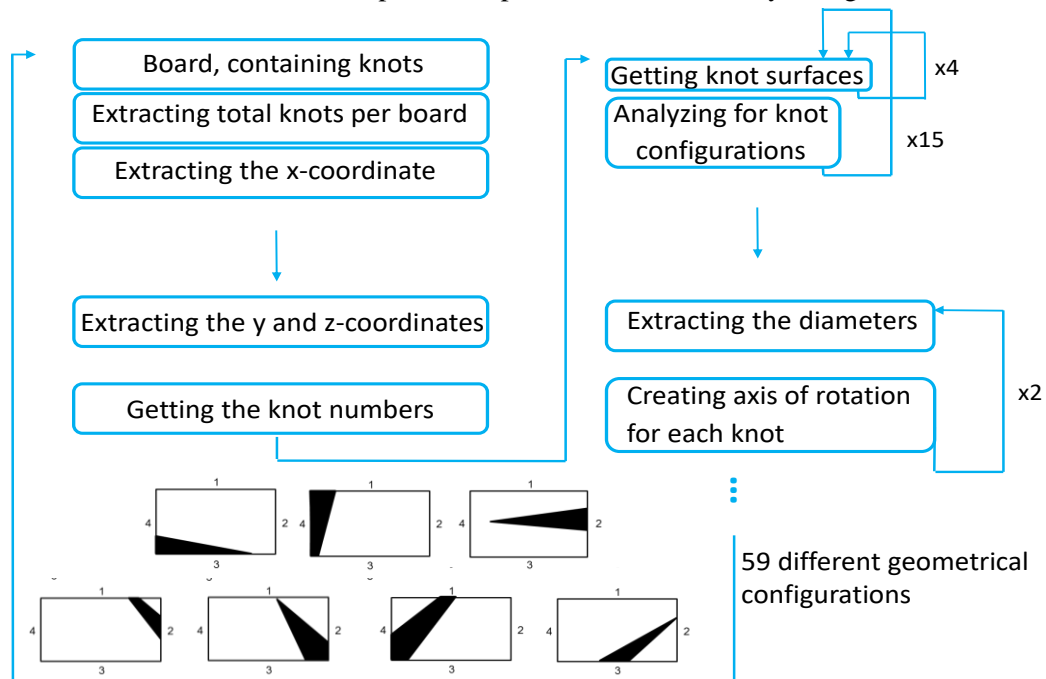 Board, containing knots
Extracting total knots per board
Extracting the x-coordinate
Extracting the y and z-coordinates
Getting the knot numbers
Getting knot surfaces
x4
Analyzing for knot
configurations
x15
Extracting the diameters
Creating axis of rotation
for each knot
x2
59 different geometrical
configurations
1
4
2
3
1
4
2
3
1
4
2
3
1
4
2
3
1
4
2
3
1
4
2
3
1
4
2
3